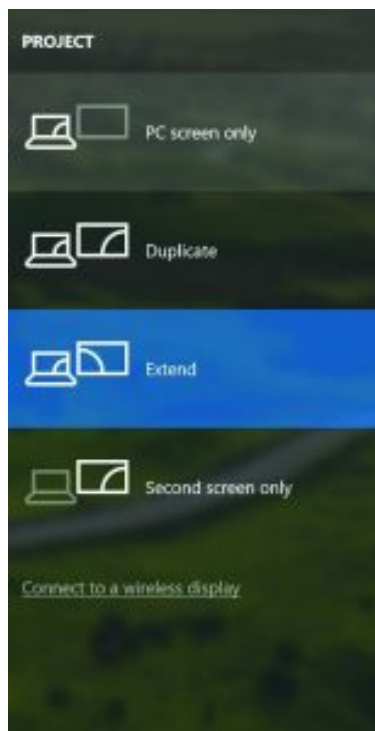 PROJECT
PC screen only
Duplicate
Extend
Second screen only
Connect to a wireless display